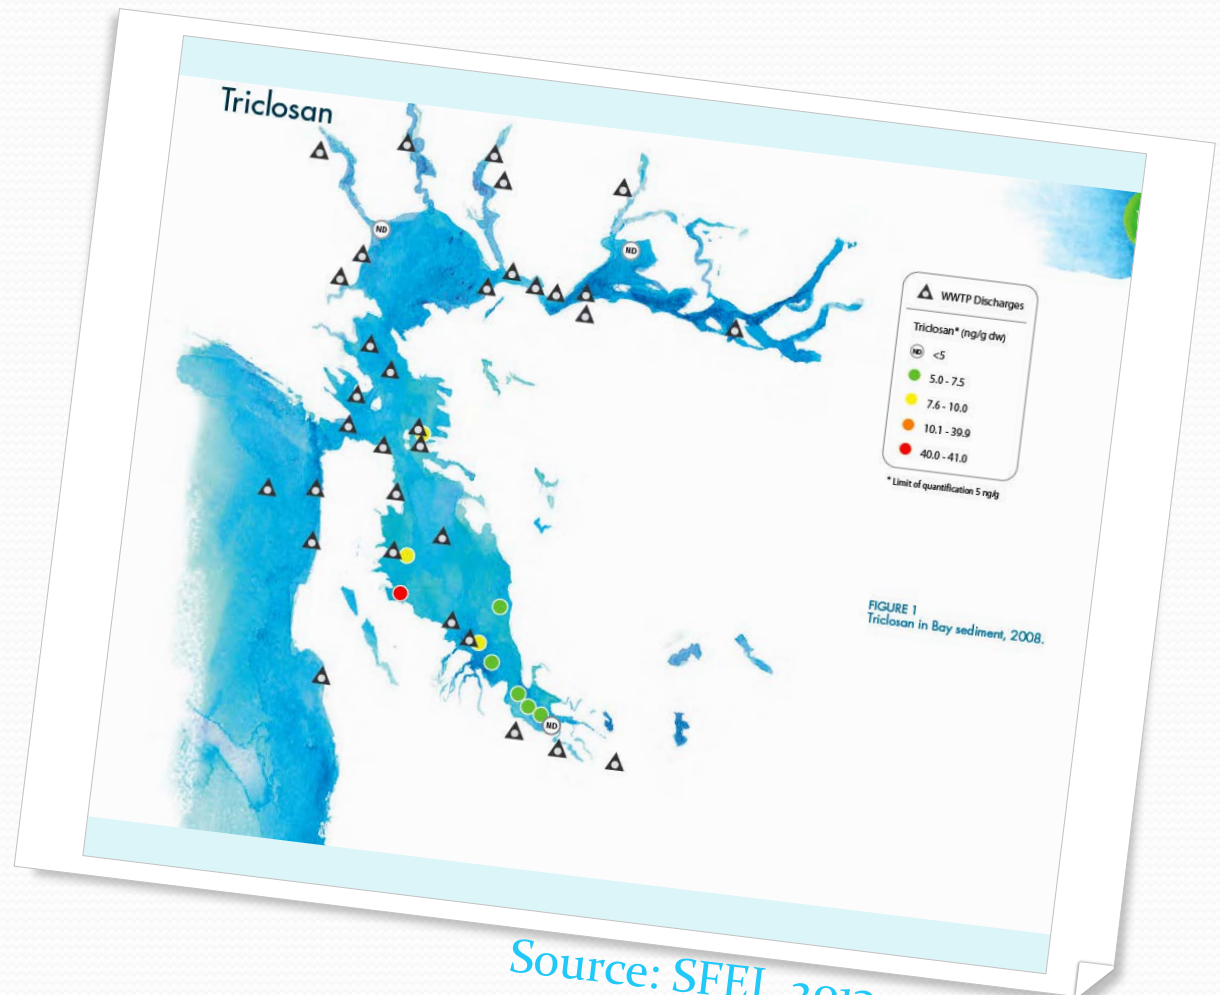 Triclosan
ND
ND
ND
WWTP Discharges
Triclosan* (ng/g dw)
ND <5
5.0 - 7.5
7.6 - 10.0
10.1 - 39.9
40.0 - 41.0
* Limit of quantification 5 ng/g
FIGURE 1
Triclosan in Bay sediment, 2008.
Source: SFEI